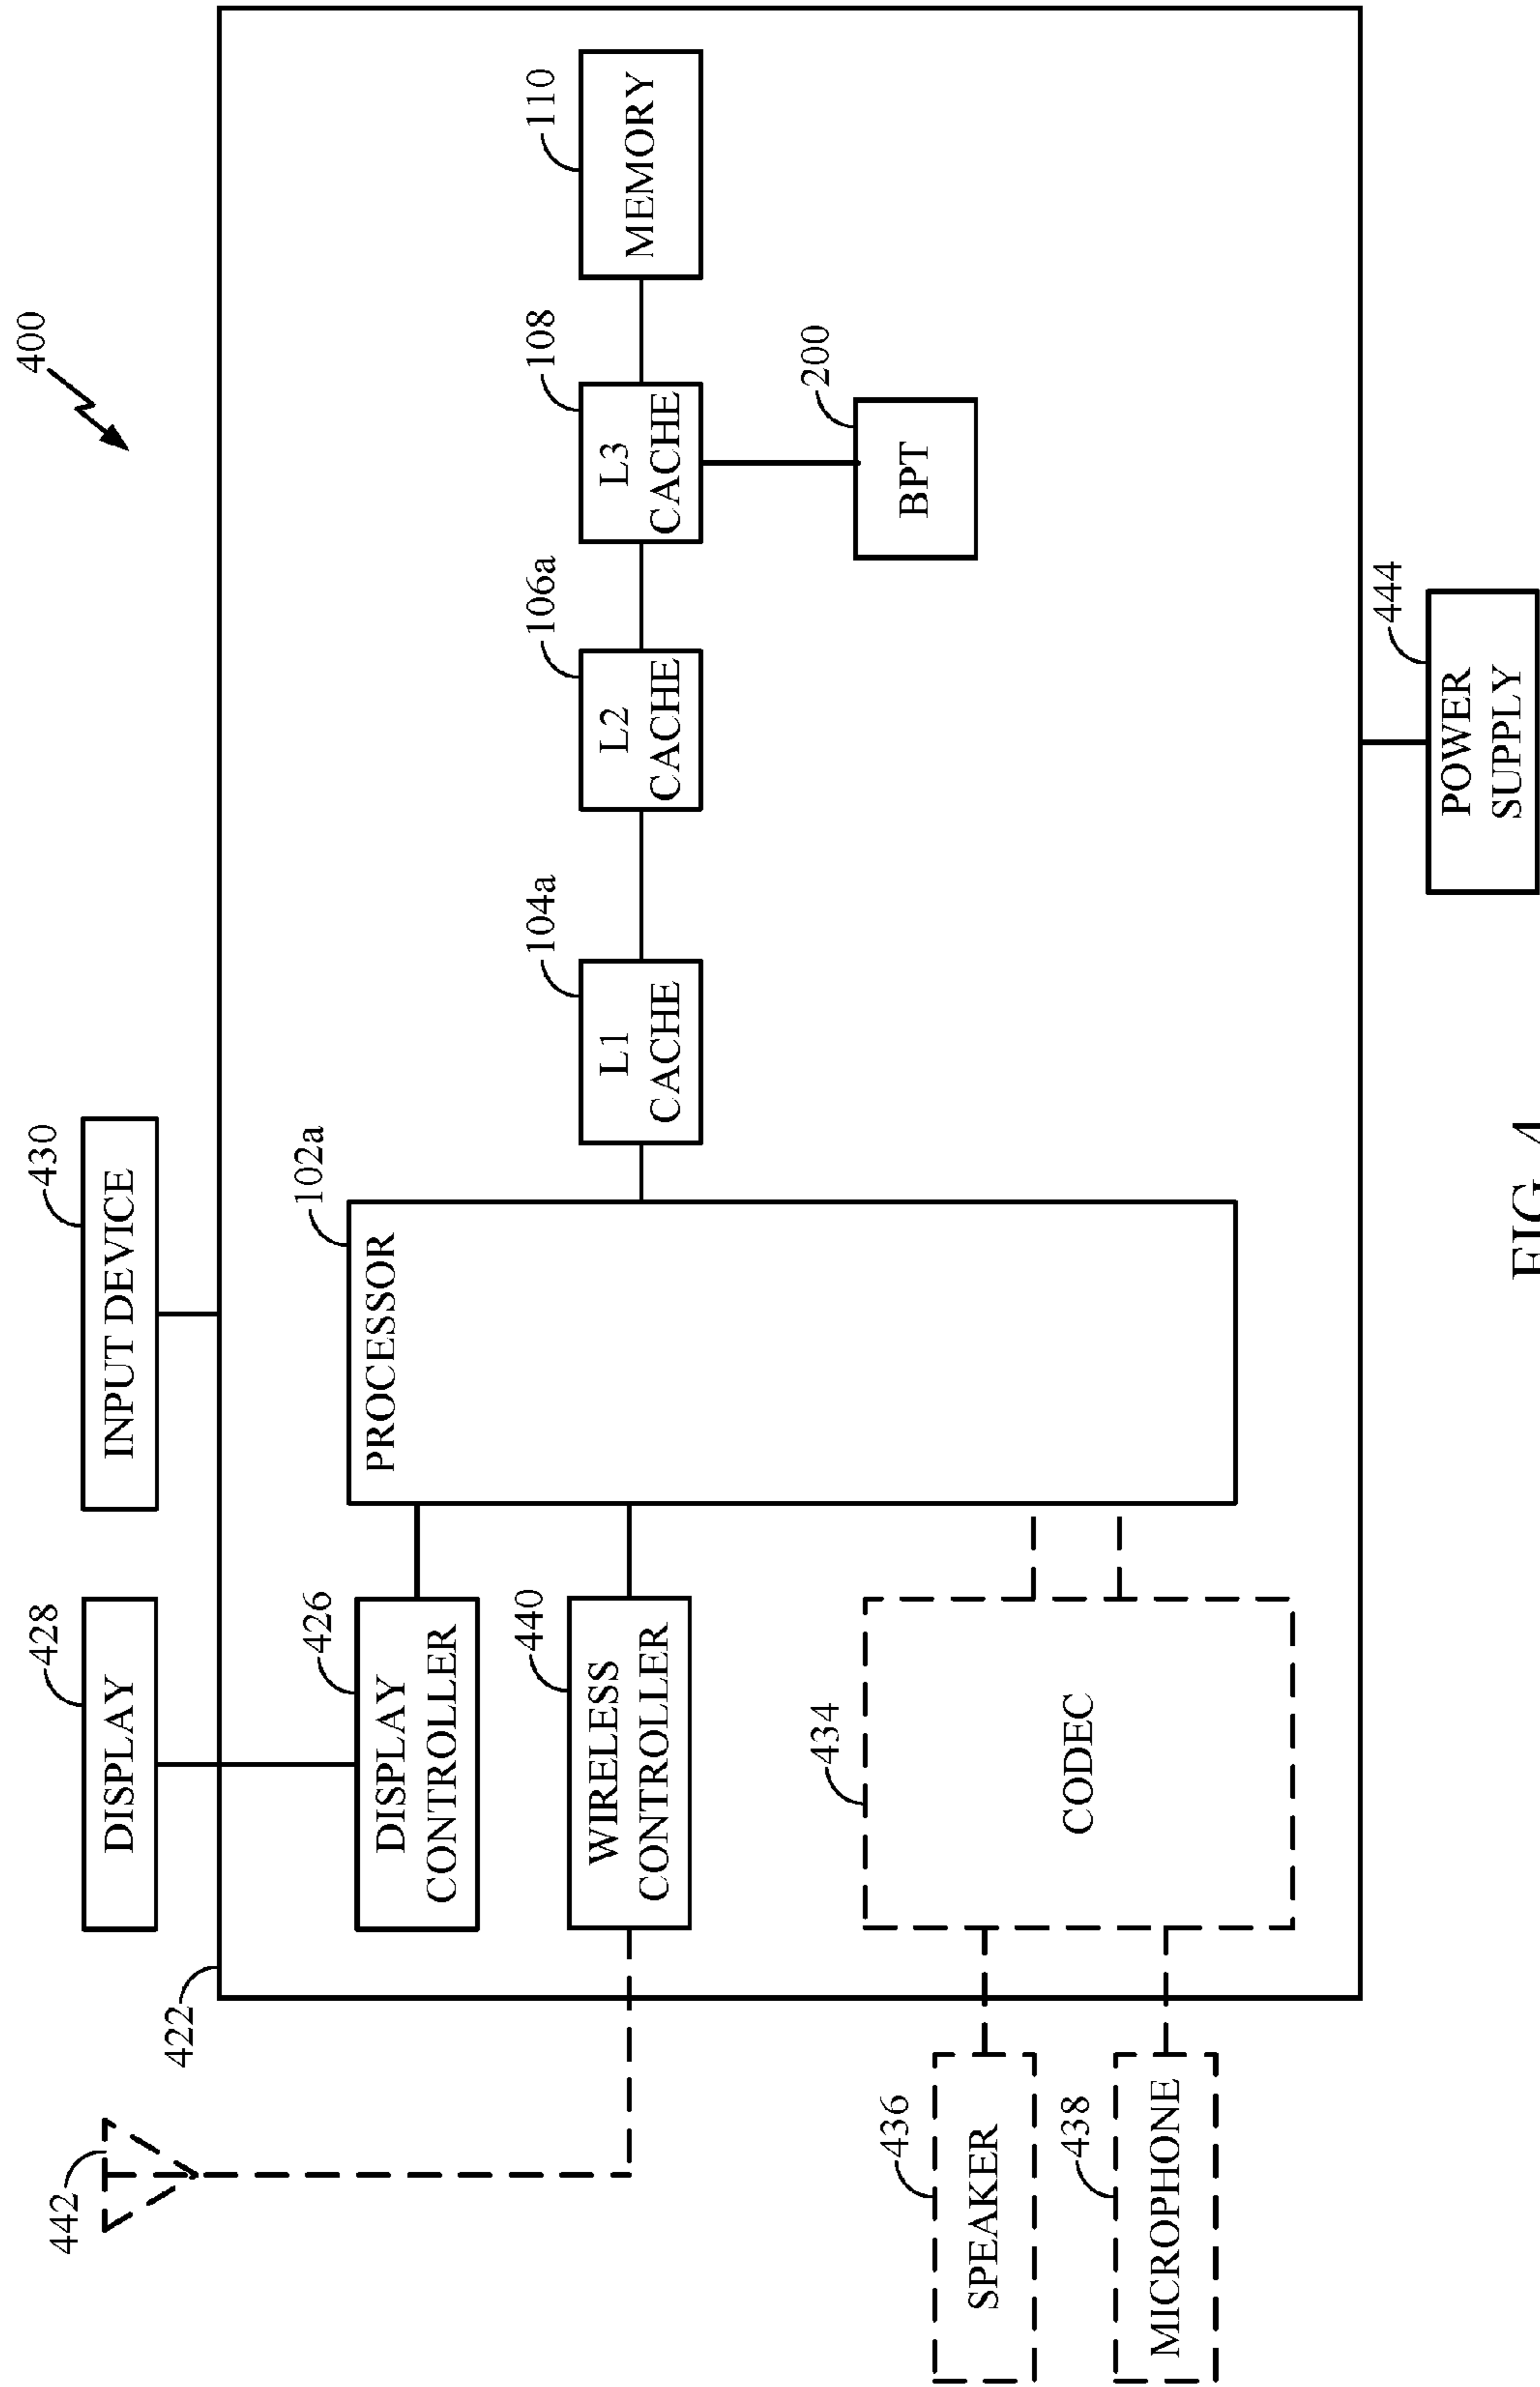 400
442
422
DISPLAY
428
INPUT DEVICE
430
DISPLAY
CONTROLLER
426
WIRELESS
CONTROLLER
440
PROCESSOR
102a
L1
CACHE
104a
L2
CACHE
106a
L3
CACHE
108
MEMORY
110
BPT
200
CODEC
434
SPEAKER
436
MICROPHONE
438
POWER
SUPPLY
444
FIG. 4